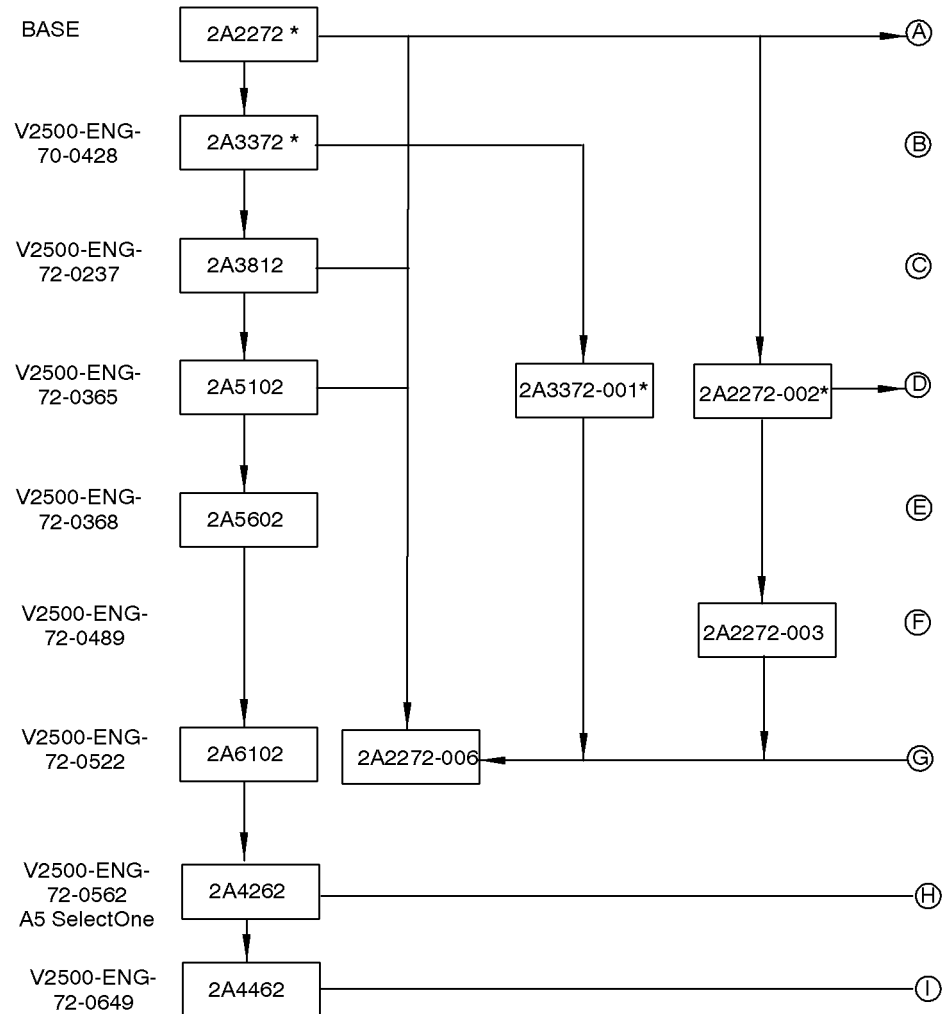 BASE
2A2272 *
A
V2500-ENG-
70-0428
2A3372 *
B
V2500-ENG-
72-0237
2A3812
C
V2500-ENG-
72-0365
2A5102
2A3372-001*
2A2272-002*
D
V2500-ENG-
72-0368
2A5602
E
V2500-ENG-
72-0489
2A2272-003
F
V2500-ENG-
72-0522
2A6102
2A2272-006
G
V2500-ENG-
72-0562
A5 SelectOne
2A4262
H
V2500-ENG-
72-0649
2A4462
I